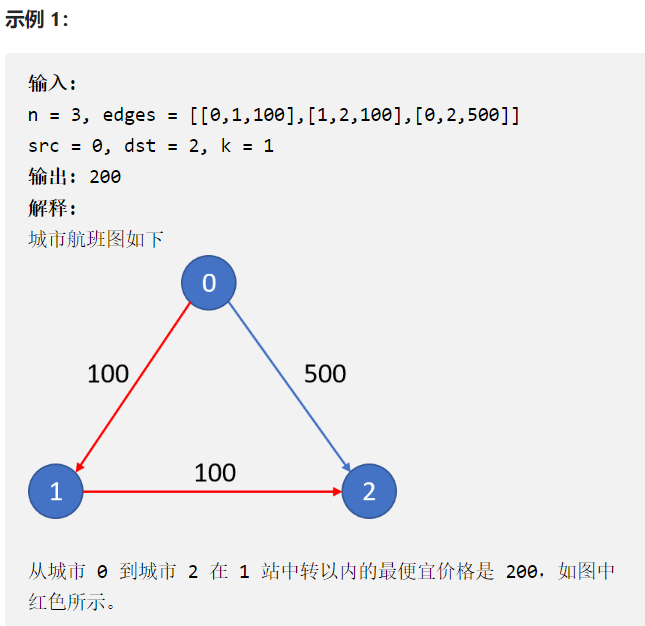 示例 1：
输入：
n = 3, edges = [[0,1,100],[1,2,100],[0,2,500]]
src = 0, dst = 2, k = 1
输出：200
解释：
城市航班图如下
0
100
500
100
1
2
从城市 0 到城市 2 在 1 站中转以内的最便宜价格是 200，如图中
红色所示。